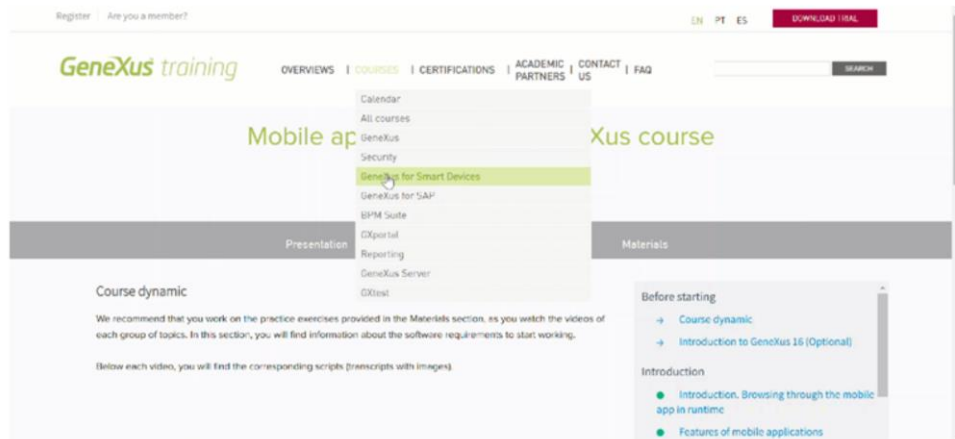 Register Are you a member?
EN PT ES DOWNLOAD TRIAL
GeneXus training
OVERVIEWS | COURSES | CERTIFICATIONS | ACADEMIC PARTNERS | CONTACT US | FAQ
SEARCH
Calendar
All courses
GeneXus
Security
GeneXus for Smart Devices
GeneXus for SAP
BPM Suite
GXportal
Reporting
GeneXus Server
GXtest
Mobile ap Xus course
Presentation
Materials
Course dynamic
We recommend that you work on the practice exercises provided in the Materials section, as you watch the videos of
each group of topics. In this section, you will find information about the software requirements to start working.
Below each video, you will find the corresponding scripts (transcripts with images).
Before starting
→ Course dynamic
→ Introduction to GeneXus 16 (Optional)
Introduction
● Introduction. Browsing through the mobile
app in runtime
● Features of mobile applications